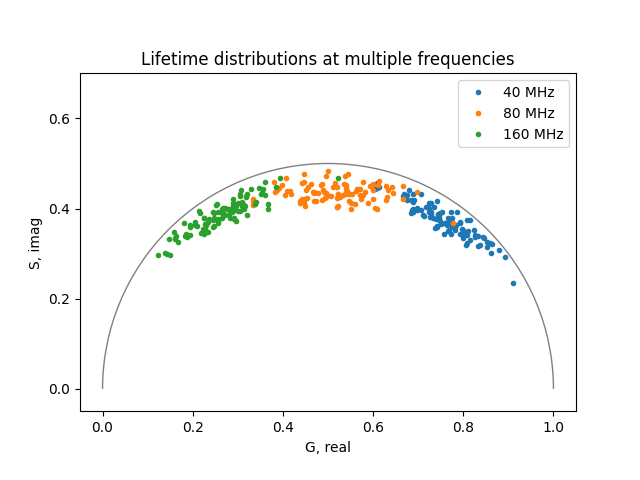 Lifetime distributions at multiple frequencies
40 MHz
80 MHz
160 MHz
0.6
0.4
0.2
0.0
S, imag
0.0 0.2 0.4 0.6 0.8 1.0
G, real